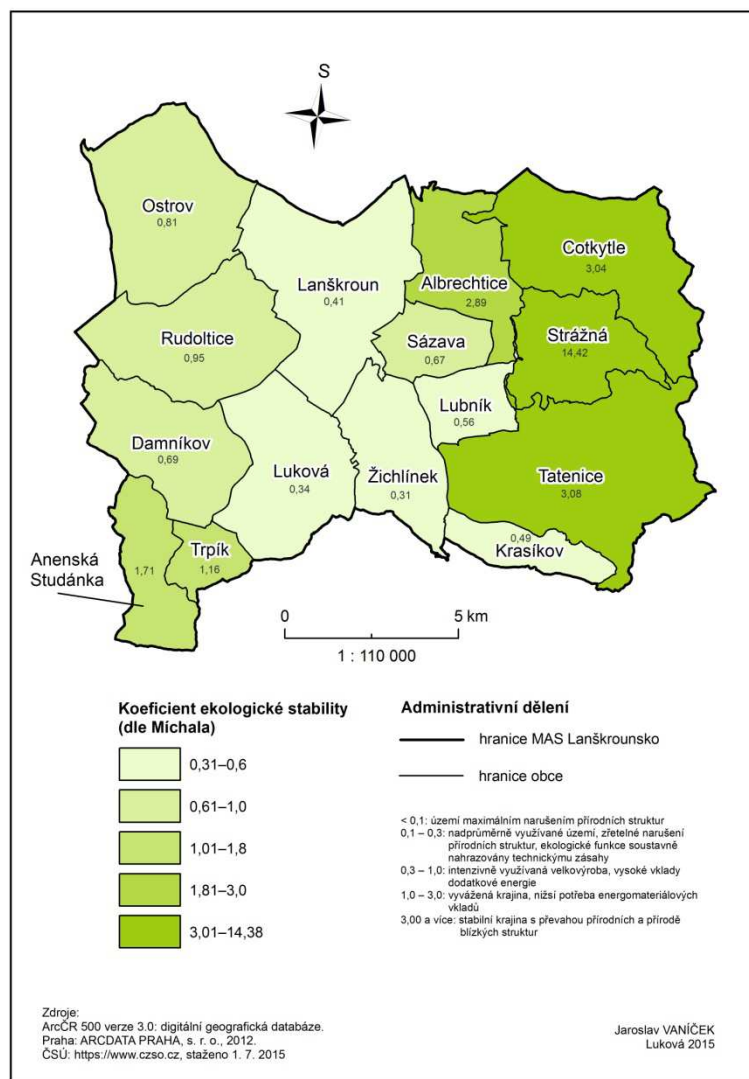 S
Ostrov
0,81
Lanškroun
0,41
Albrechtice
2,89
Cotkytle
3,04
Rudoltice
0,95
Sázava
0,67
Strážná
14,42
Lubník
0,56
Damníkov
0,69
Luková
0,34
Žichlínek
0,31
Tatenice
3,08
Anenská
Studánka
1,71
Trpík
1,16
0,49
Krasíkov
0 5 km
1 : 110 000
Koeficient ekologické stability
(dle Míchala)
0,31–0,6
0,61–1,0
1,01–1,8
1,81–3,0
3,01–14,38
Administrativní dělení
hranice MAS Lanškrounsko
hranice obce
< 0,1: území maximálním narušením přírodních struktur
0,1 – 0,3: nadprůměrně využívané území, zřetelné narušení
přírodních struktur, ekologické funkce soustavně
nahrazovány technickýmu zásahy
0,3 – 1,0: intenzivně využívaná velkovýroba, vysoké vklady
dodatkové energie
1,0 – 3,0: vyvážená krajina, nižsí potřeba energomateriálových
vkladů
3,00 a více: stabilní krajina s převahou přírodních a přírodě
blízkých struktur
Zdroje:
ArcČR 500 verze 3.0: digitální geografická databáze.
Praha: ARCDATA PRAHA, s. r. o., 2012.
ČSÚ: https://www.czso.cz, staženo 1. 7. 2015
Jaroslav VANÍČEK
Luková 2015